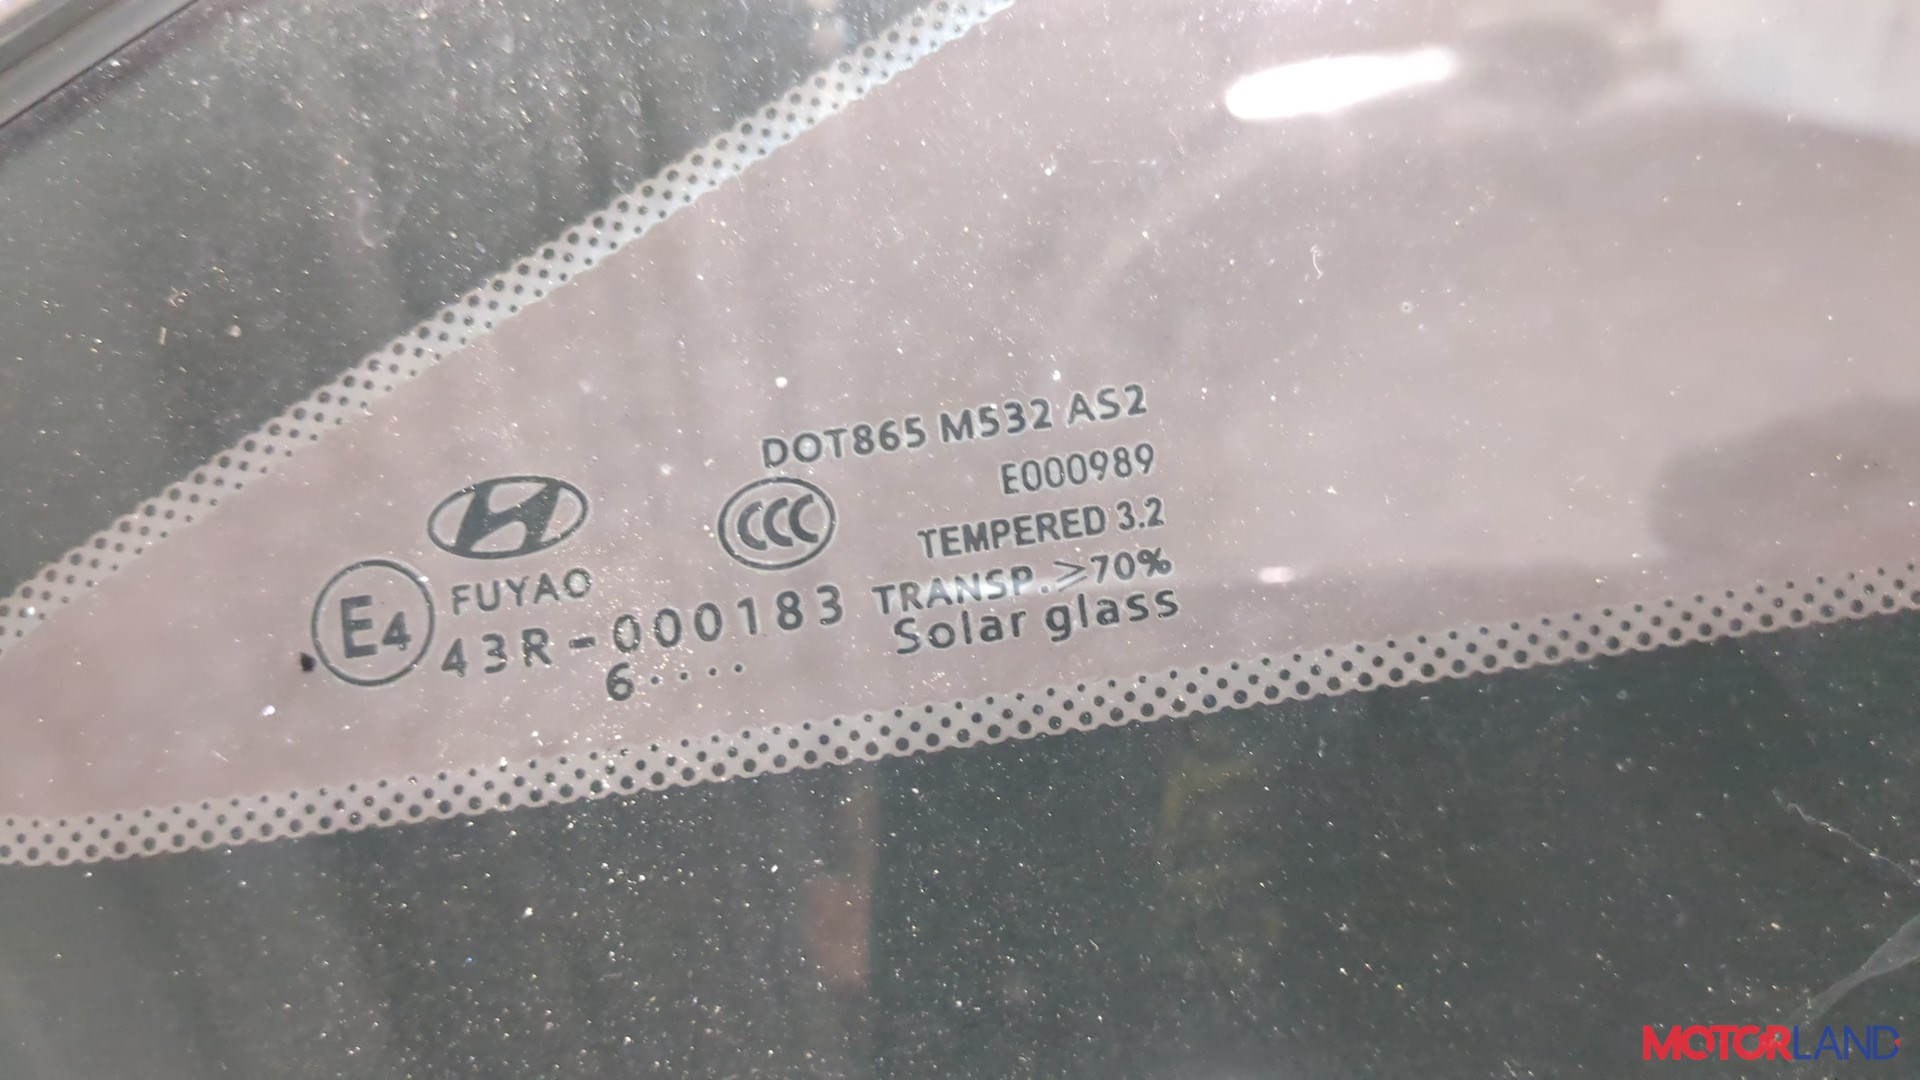 DOT865 M532 AS2
E000989
CCC
TEMPERED 3.2
FUYAO
TRANSP.≥70%
E4
43R-000183
Solar glass
6....
MOTORLAND